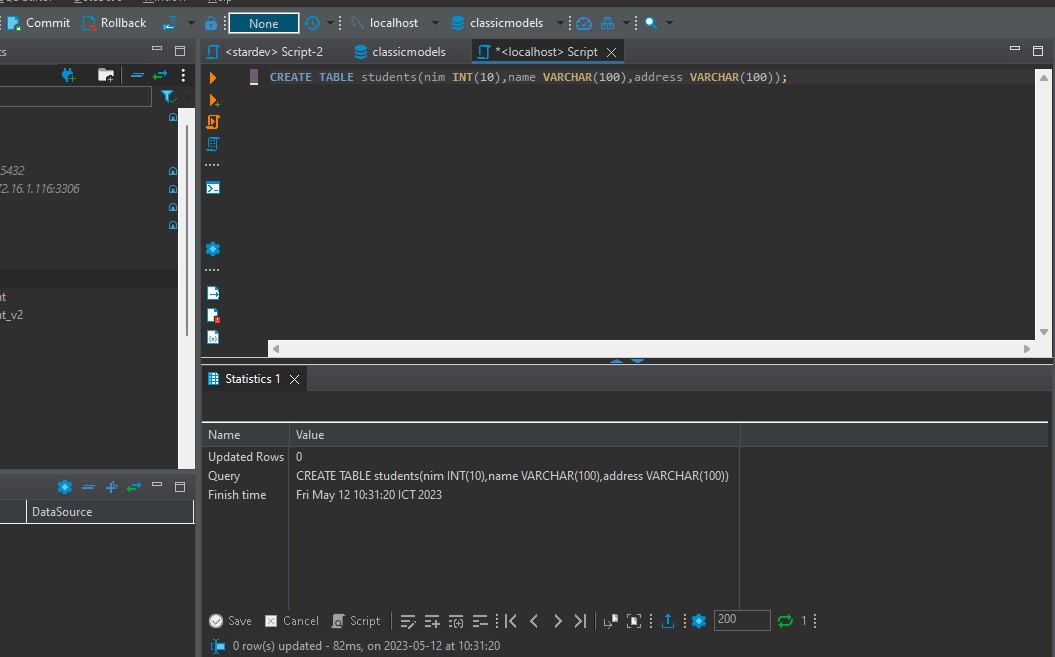 Commit Rollback None localhost classicmodels
<stardev> Script-2 classicmodels *<localhost> Script
CREATE TABLE students(nim INT(10),name VARCHAR(100),address VARCHAR(100));
5432
72.16.1.116:3306
nt
nt_v2
Statistics 1
Name Value
Updated Rows 0
Query CREATE TABLE students(nim INT(10),name VARCHAR(100),address VARCHAR(100))
Finish time Fri May 12 10:31:20 ICT 2023
DataSource
Save Cancel Script 200 1
0 row(s) updated - 82ms, on 2023-05-12 at 10:31:20